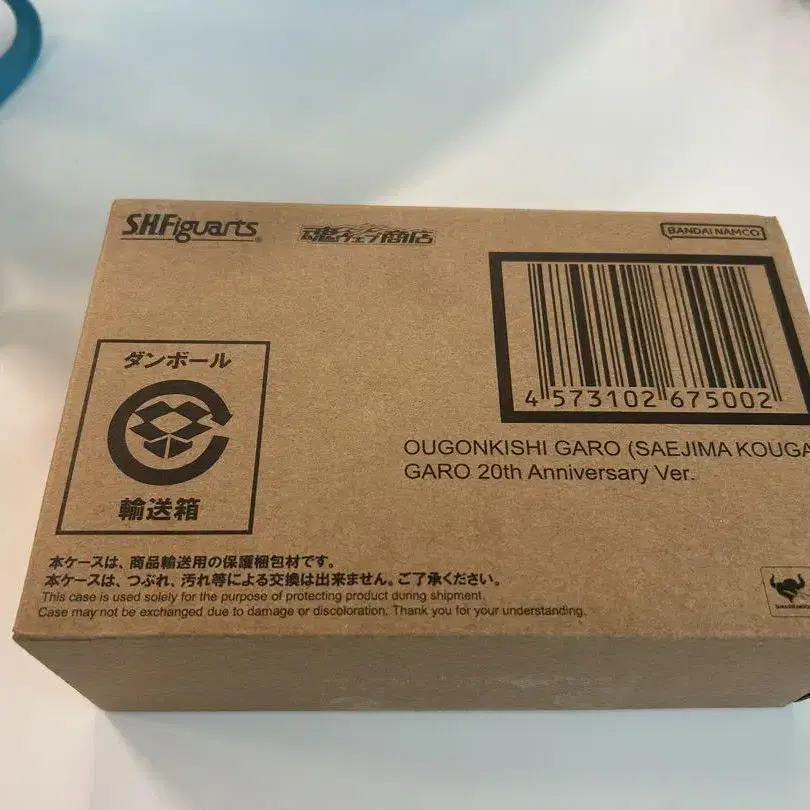 S.H.Figuarts
魂ウェブ商店
BANDAI NAMCO
4 573102 675002
OUGONKISHI GARO (SAEJIMA KOUGA
GARO 20th Anniversary Ver.
ダンボール
輸送箱
本ケースは、商品輸送用の保護梱包材です。
本ケースは、つぶれ、汚れ等による交換は出来ません。ご了承ください。
This case is used solely for the purpose of protecting product during shipment.
Case may not be exchanged due to damage or discoloration. Thank you for your understanding.